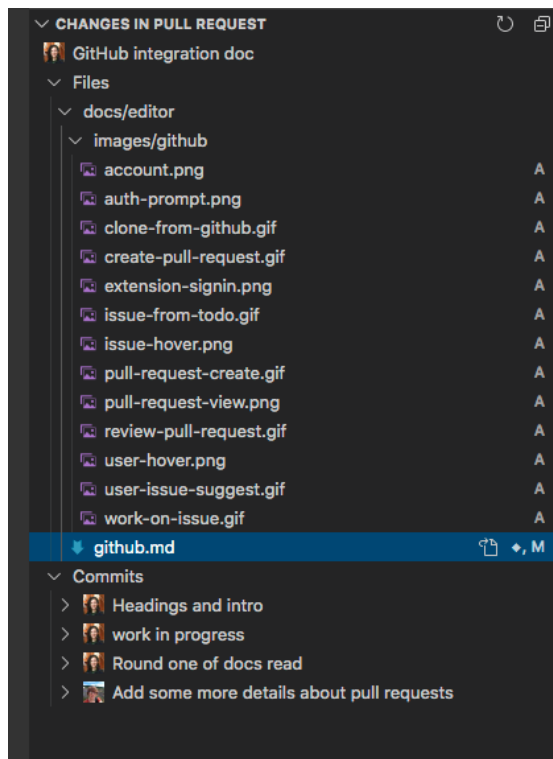 CHANGES IN PULL REQUEST
GitHub integration doc
Files
docs/editor
images/github
account.png A
auth-prompt.png A
clone-from-github.gif A
create-pull-request.gif A
extension-signin.png A
issue-from-todo.gif A
issue-hover.png A
pull-request-create.gif A
pull-request-view.png A
review-pull-request.gif A
user-hover.png A
user-issue-suggest.gif A
work-on-issue.gif A
github.md ⬥, M
Commits
Headings and intro
work in progress
Round one of docs read
Add some more details about pull requests